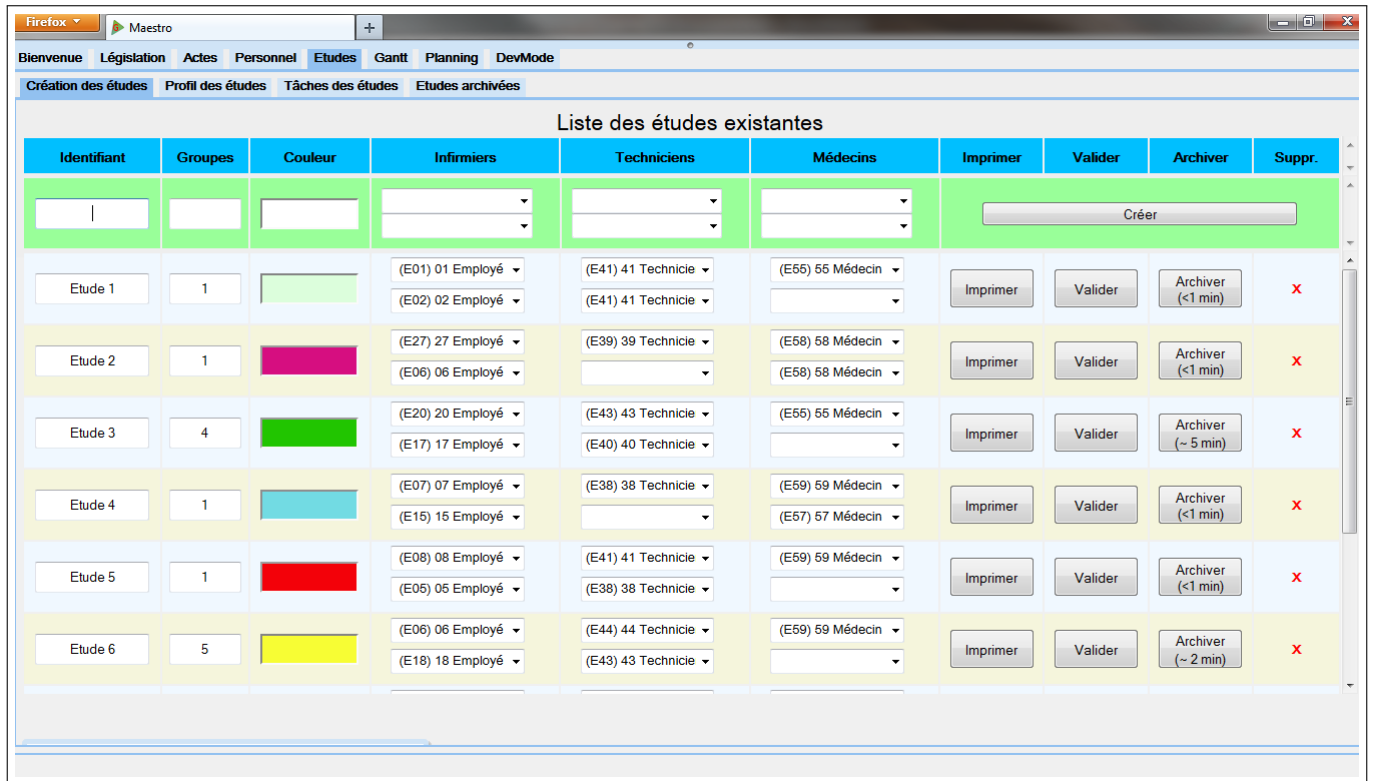 Firefox
Maestro
+
Bienvenue Législation Actes Personnel Etudes Gantt Planning DevMode
Création des études Profil des études Tâches des études Etudes archivées
Liste des études existantes
Identifiant Groupes Couleur Infirmiers Techniciens Médecins Imprimer Valider Archiver Suppr.
Créer
(E01) 01 Employé (E41) 41 Technicie (E55) 55 Médecin
Etude 1 1 Imprimer Valider Archiver (<1 min) X
(E02) 02 Employé (E41) 41 Technicie
(E27) 27 Employé (E39) 39 Technicie (E58) 58 Médecin
Etude 2 1 Imprimer Valider Archiver (<1 min) X
(E06) 06 Employé (E58) 58 Médecin
(E20) 20 Employé (E43) 43 Technicie (E55) 55 Médecin
Etude 3 4 Imprimer Valider Archiver (~ 5 min) X
(E17) 17 Employé (E40) 40 Technicie
(E07) 07 Employé (E38) 38 Technicie (E59) 59 Médecin
Etude 4 1 Imprimer Valider Archiver (<1 min) X
(E15) 15 Employé (E57) 57 Médecin
(E08) 08 Employé (E41) 41 Technicie (E59) 59 Médecin
Etude 5 1 Imprimer Valider Archiver (<1 min) X
(E05) 05 Employé (E38) 38 Technicie
(E06) 06 Employé (E44) 44 Technicie (E59) 59 Médecin
Etude 6 5 Imprimer Valider Archiver (~ 2 min) X
(E18) 18 Employé (E43) 43 Technicie